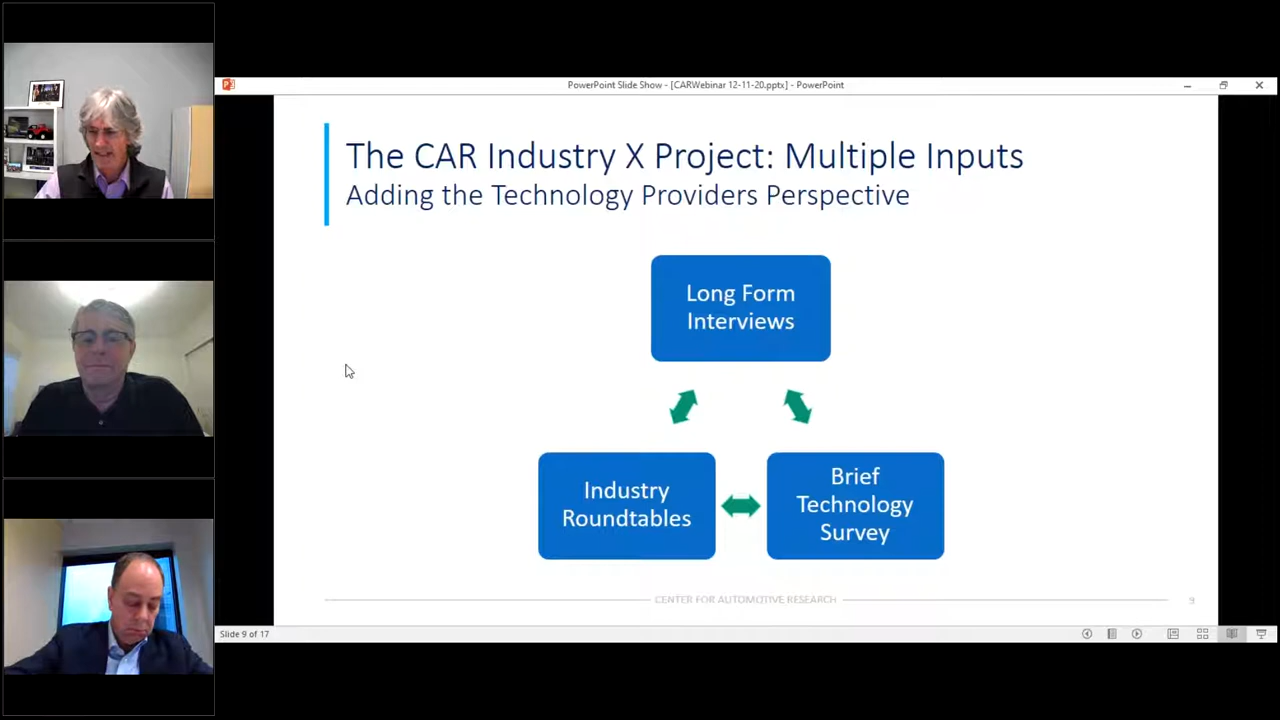 PowerPoint Slide Show - [CARWebinar 12-11-20.pptx] - PowerPoint
The CAR Industry X Project: Multiple Inputs
Adding the Technology Providers Perspective
Long Form
Interviews
Industry
Roundtables
Brief
Technology
Survey
CENTER FOR AUTOMOTIVE RESEARCH
9
Slide 9 of 17